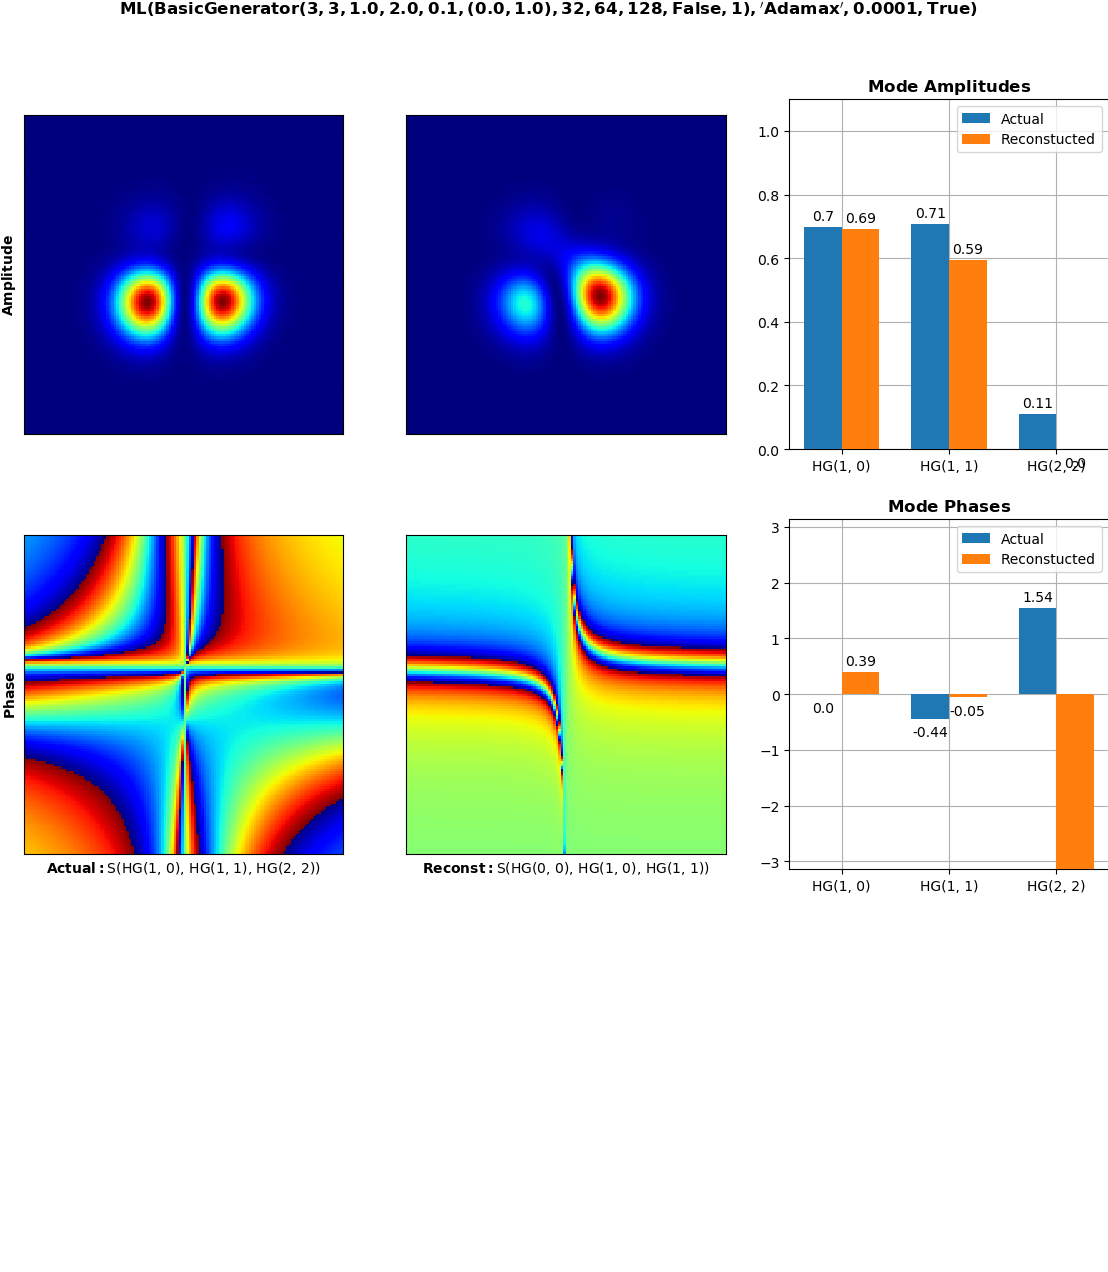 ML(BasicGenerator(3, 3, 1.0, 2.0, 0.1, (0.0, 1.0), 32, 64, 128, False, 1), ′Adamax′, 0.0001, True)
Amplitude
Mode Amplitudes
Actual
Reconstucted
1.0
0.8
0.6
0.4
0.2
0.0
0.7
0.69
0.71
0.59
0.11
0.0
HG(1, 0)
HG(1, 1)
HG(2, 2)
Phase
Actual: S(HG(1, 0), HG(1, 1), HG(2, 2))
Reconst: S(HG(0, 0), HG(1, 0), HG(1, 1))
Mode Phases
Actual
Reconstucted
3
2
1
0
−1
−2
−3
0.0
0.39
-0.44
-0.05
1.54
HG(1, 0)
HG(1, 1)
HG(2, 2)